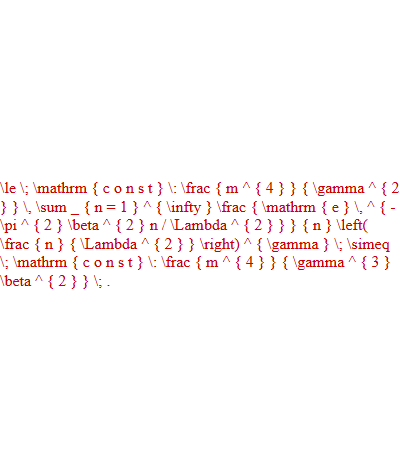 \le \; \mathrm { c o n s t } \: \frac { m ^ { 4 } } { \gamma ^ { 2
} } \, \sum _ { n = 1 } ^ { \infty } \frac { \mathrm { e } \, ^ { -
\pi ^ { 2 } \beta ^ { 2 } n / \Lambda ^ { 2 } } } { n } \left(
\frac { n } { \Lambda ^ { 2 } } \right) ^ { \gamma } \; \simeq
\; \mathrm { c o n s t } \: \frac { m ^ { 4 } } { \gamma ^ { 3 }
\beta ^ { 2 } } \; .